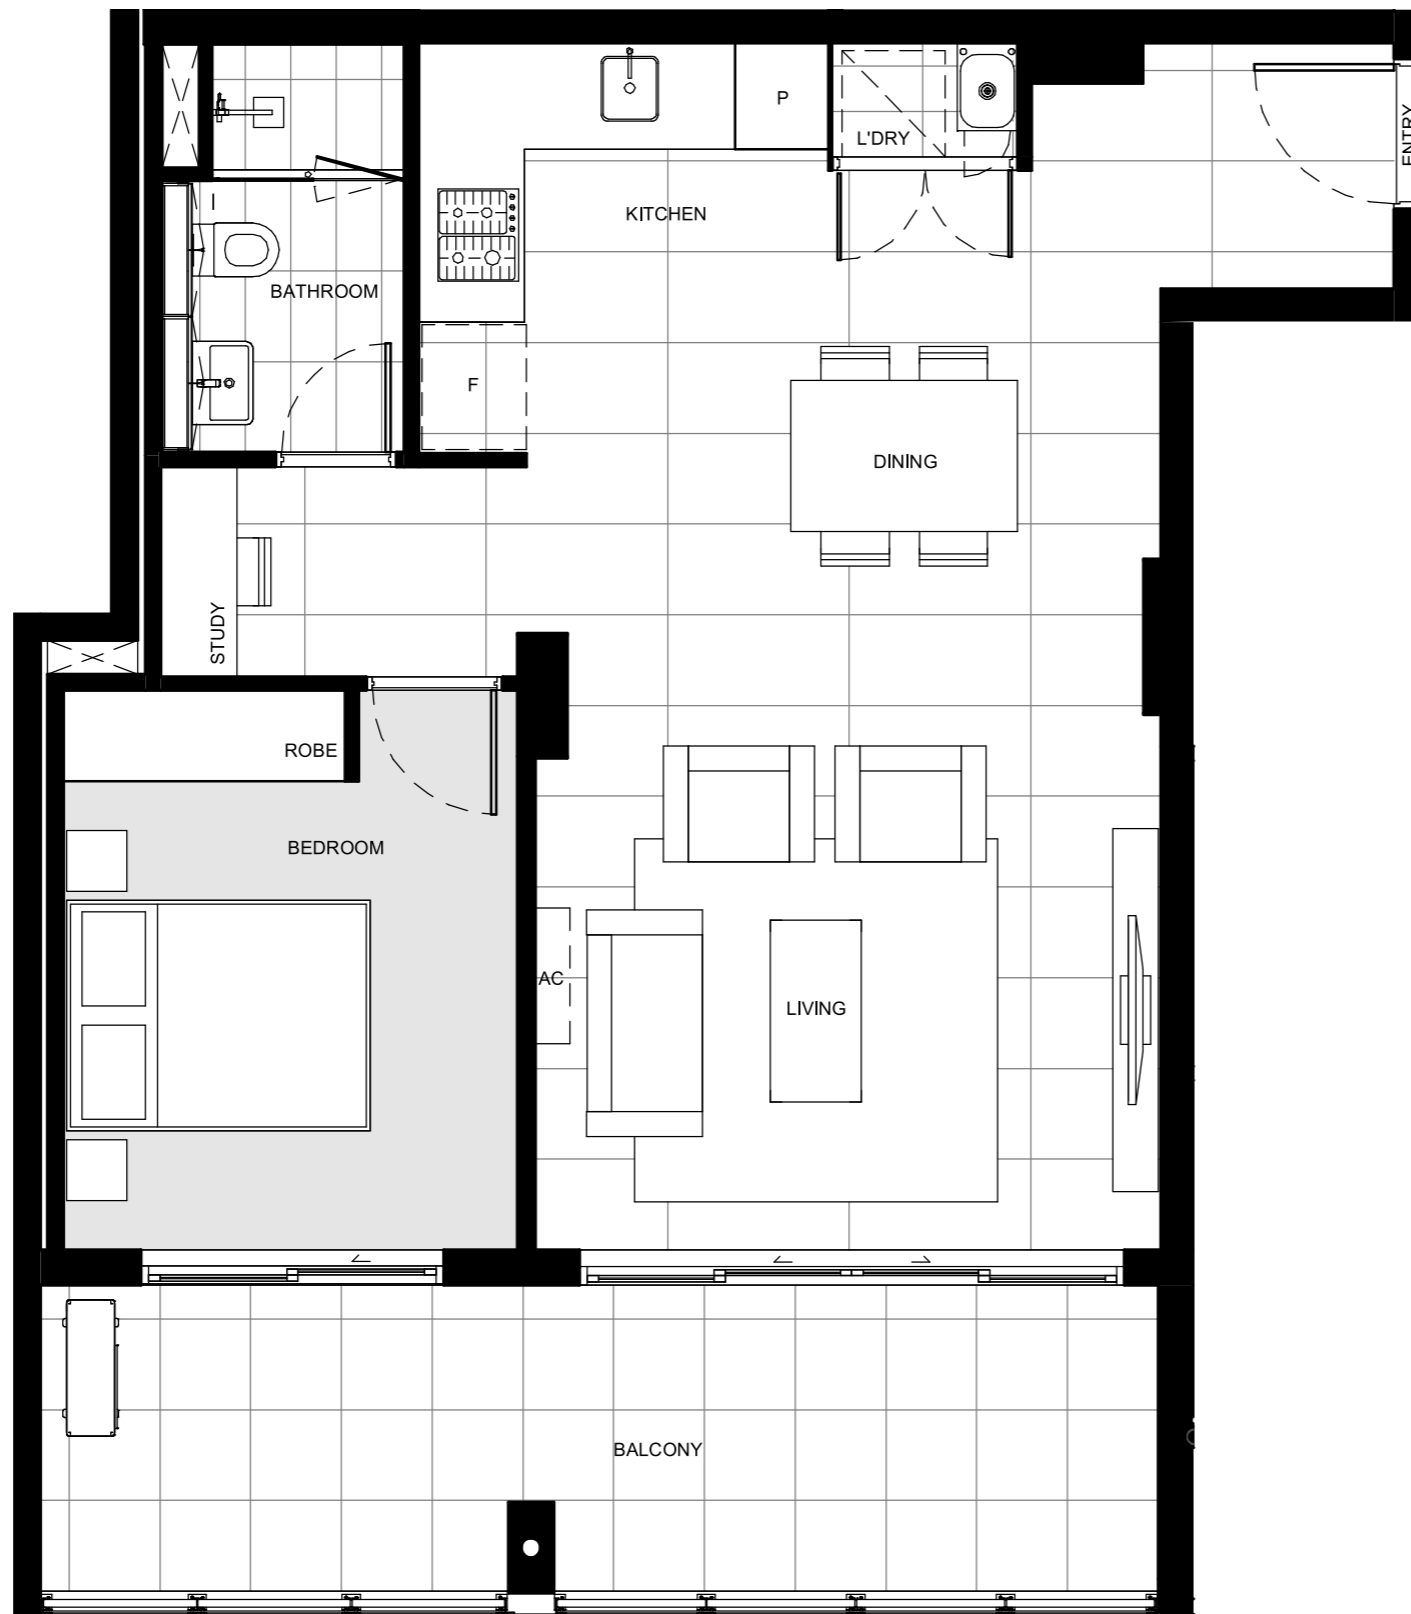 P
L'DRY
ENTRY
KITCHEN
BATHROOM
F
DINING
STUDY
ROBE
BEDROOM
AC
LIVING
BALCONY